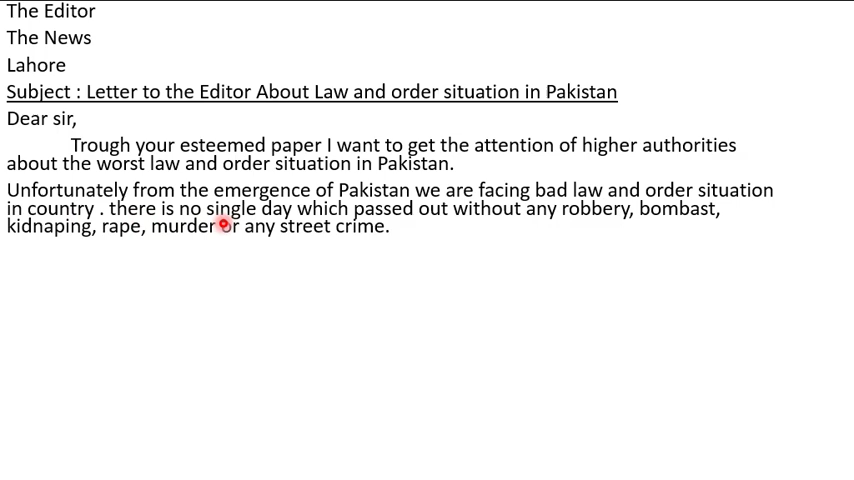 The Editor
The News
Lahore
Subject : Letter to the Editor About Law and order situation in Pakistan
Dear sir,
Trough your esteemed paper I want to get the attention of higher authorities
about the worst law and order situation in Pakistan.
Unfortunately from the emergence of Pakistan we are facing bad law and order situation
in country . there is no single day which passed out without any robbery, bombast,
kidnaping, rape, murder or any street crime.